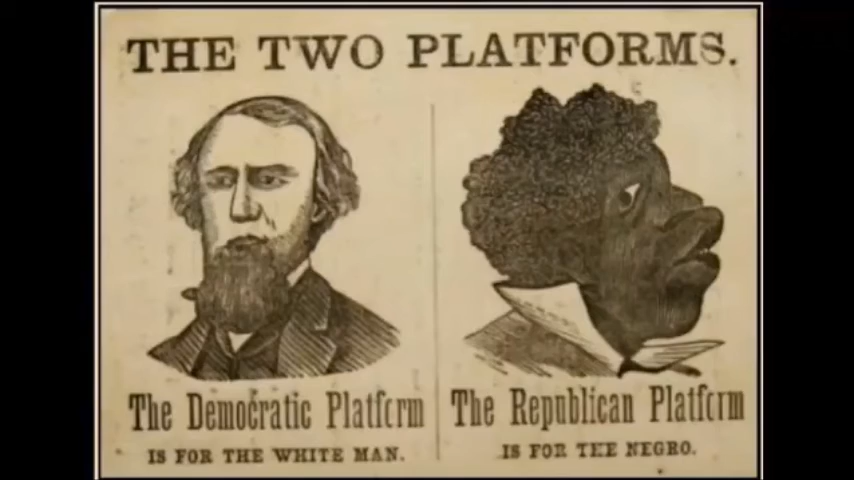 THE TWO PLATFORMS.
The Democratic Platform
IS FOR THE WHITE MAN.
The Republican Platform
IS FOR THE NEGRO.